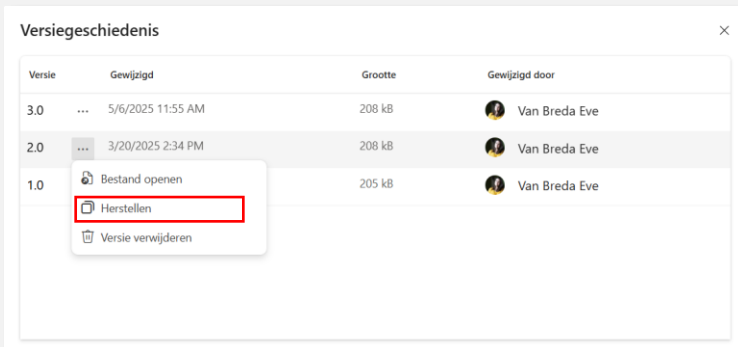 Versiegeschiedenis
Versie Gewijzigd Grootte Gewijzigd door
3.0 ... 5/6/2025 11:55 AM 208 kB Van Breda Eve
2.0 ... 3/20/2025 2:34 PM 208 kB Van Breda Eve
1.0 205 kB Van Breda Eve
Bestand openen
Herstellen
Versie verwijderen